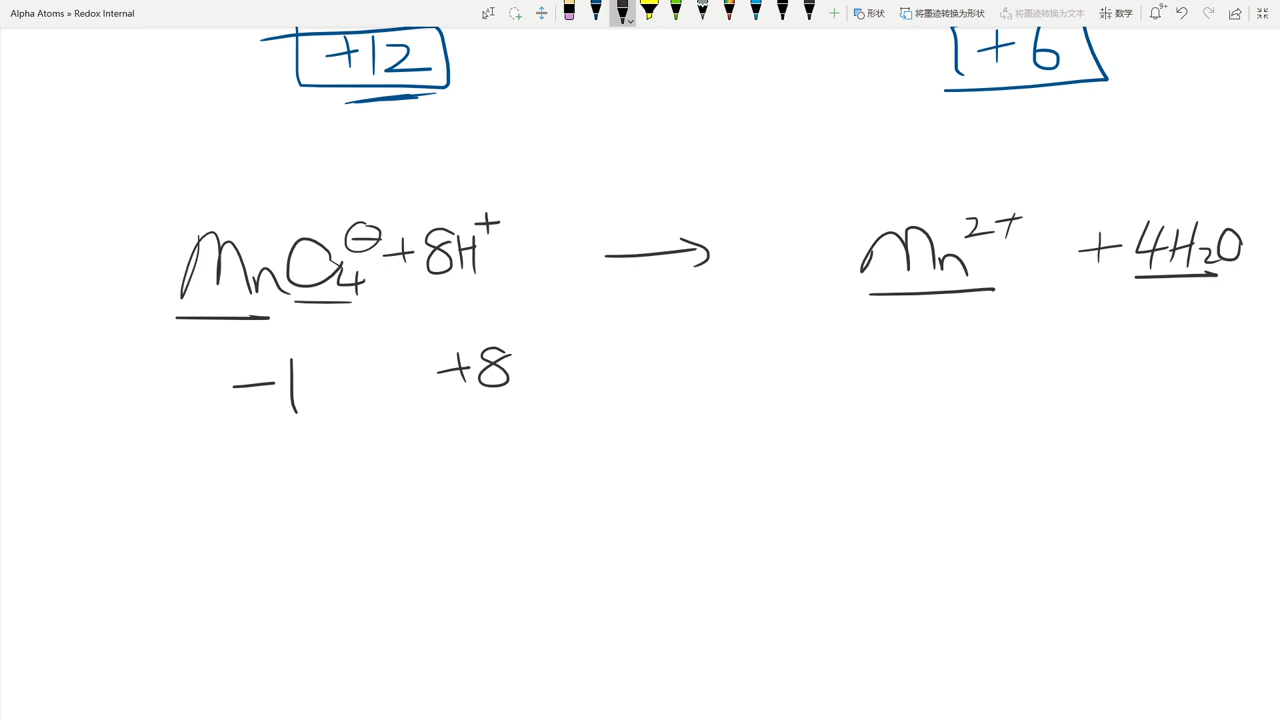 Alpha Atoms » Redox Internal
形状 将墨迹转换为形状 将墨迹转换为文本 数学 9+
+12 +6
MnO₄⊖ + 8H⁺ → Mn²⁺ + 4H₂O
-1 +8